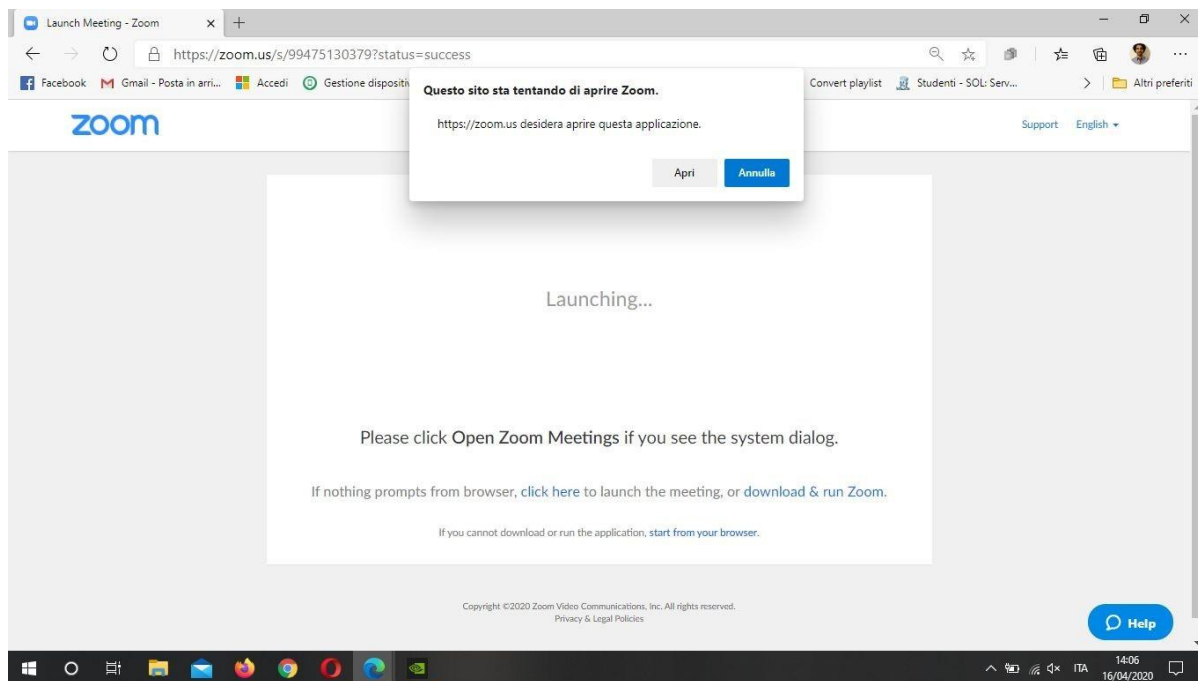 Launch Meeting - Zoom
https://zoom.us/s/99475130379?status=success
Facebook Gmail - Posta in arri... Accedi Gestione dispositiv Convert playlist Studenti - SOL: Serv... Altri preferiti
Questo sito sta tentando di aprire Zoom.
https://zoom.us desidera aprire questa applicazione.
Apri Annulla
zoom Support English
Launching...
Please click Open Zoom Meetings if you see the system dialog.
If nothing prompts from browser, click here to launch the meeting, or download & run Zoom.
If you cannot download or run the application, start from your browser.
Copyright ©2020 Zoom Video Communications, Inc. All rights reserved.
Privacy & Legal Policies
Help
ITA 14:06
16/04/2020